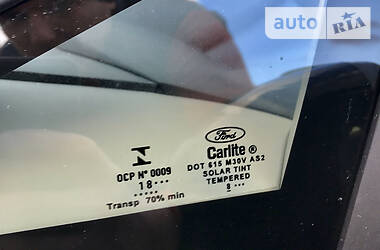 auto RIA
Ford
Carlite ®
DOT 615 M30V AS2
SOLAR TINT
TEMPERED
8 ...
OCP Nº 0009
18 ...
Transp 70% min